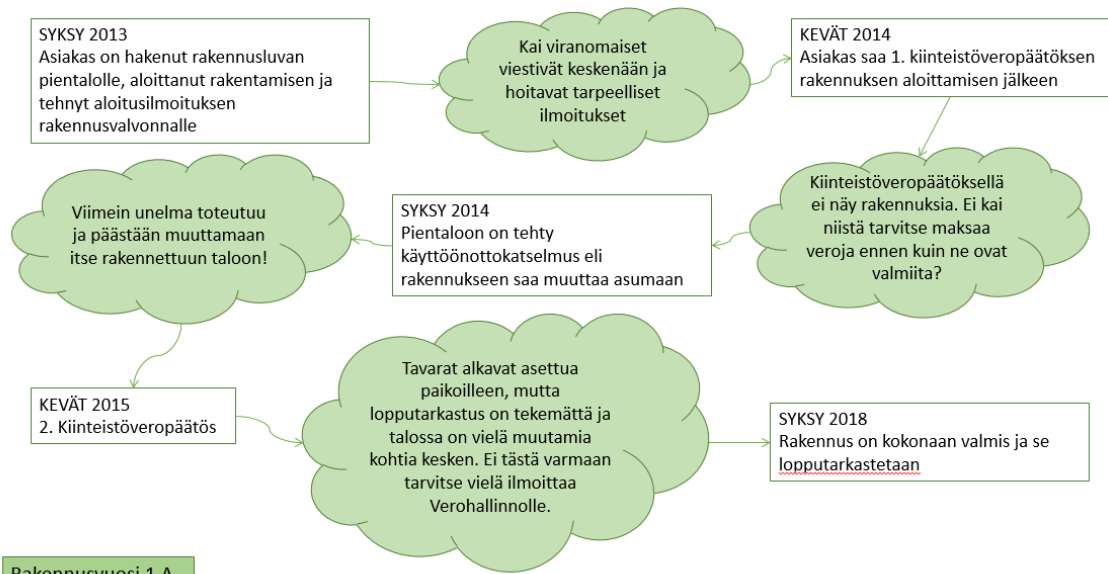 SYKSY 2013
Asiakas on hakenut rakennusluvan
pientalolle, aloittanut rakentamisen ja
tehnyt aloitusilmoituksen
rakennusvalvonnalle
Kai viranomaiset
viestivät keskenään ja
hoitavat tarpeelliset
ilmoitukset
KEVÄT 2014
Asiakas saa 1. kiinteistöveropäätöksen
rakennuksen aloittamisen jälkeen
Kiinteistöveropäätöksellä
ei näy rakennuksia. Ei kai
niistä tarvitse maksaa
veroja ennen kuin ne ovat
valmiita?
SYKSY 2014
Pientaloon on tehty
käyttöönottokatselmus eli
rakennukseen saa muuttaa asumaan
Viimein unelma toteutuu
ja päästään muuttamaan
itse rakennettuun taloon!
KEVÄT 2015
2. Kiinteistöveropäätös
Tavarat alkavat asettua
paikoilleen, mutta
lopputarkastus on tekemättä ja
talossa on vielä muutamia
kohtia kesken. Ei tästä varmaan
tarvitse vielä ilmoittaa
Verohallinnolle.
SYKSY 2018
Rakennus on kokonaan valmis ja se
lopputarkastetaan
Rakennusvuosi 1 A